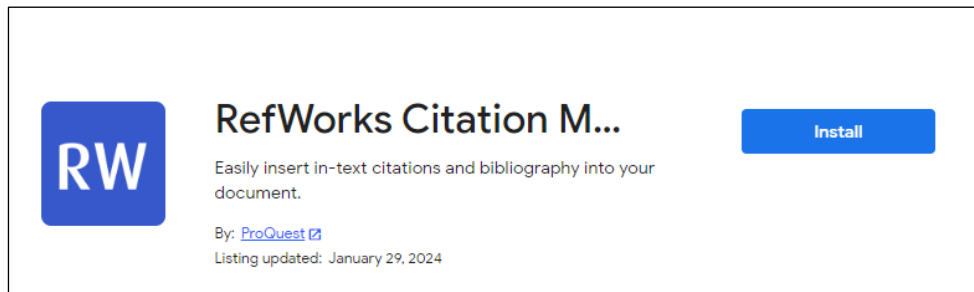 RW
RefWorks Citation M...
Install
Easily insert in-text citations and bibliography into your
document.
By: ProQuest
Listing updated: January 29, 2024